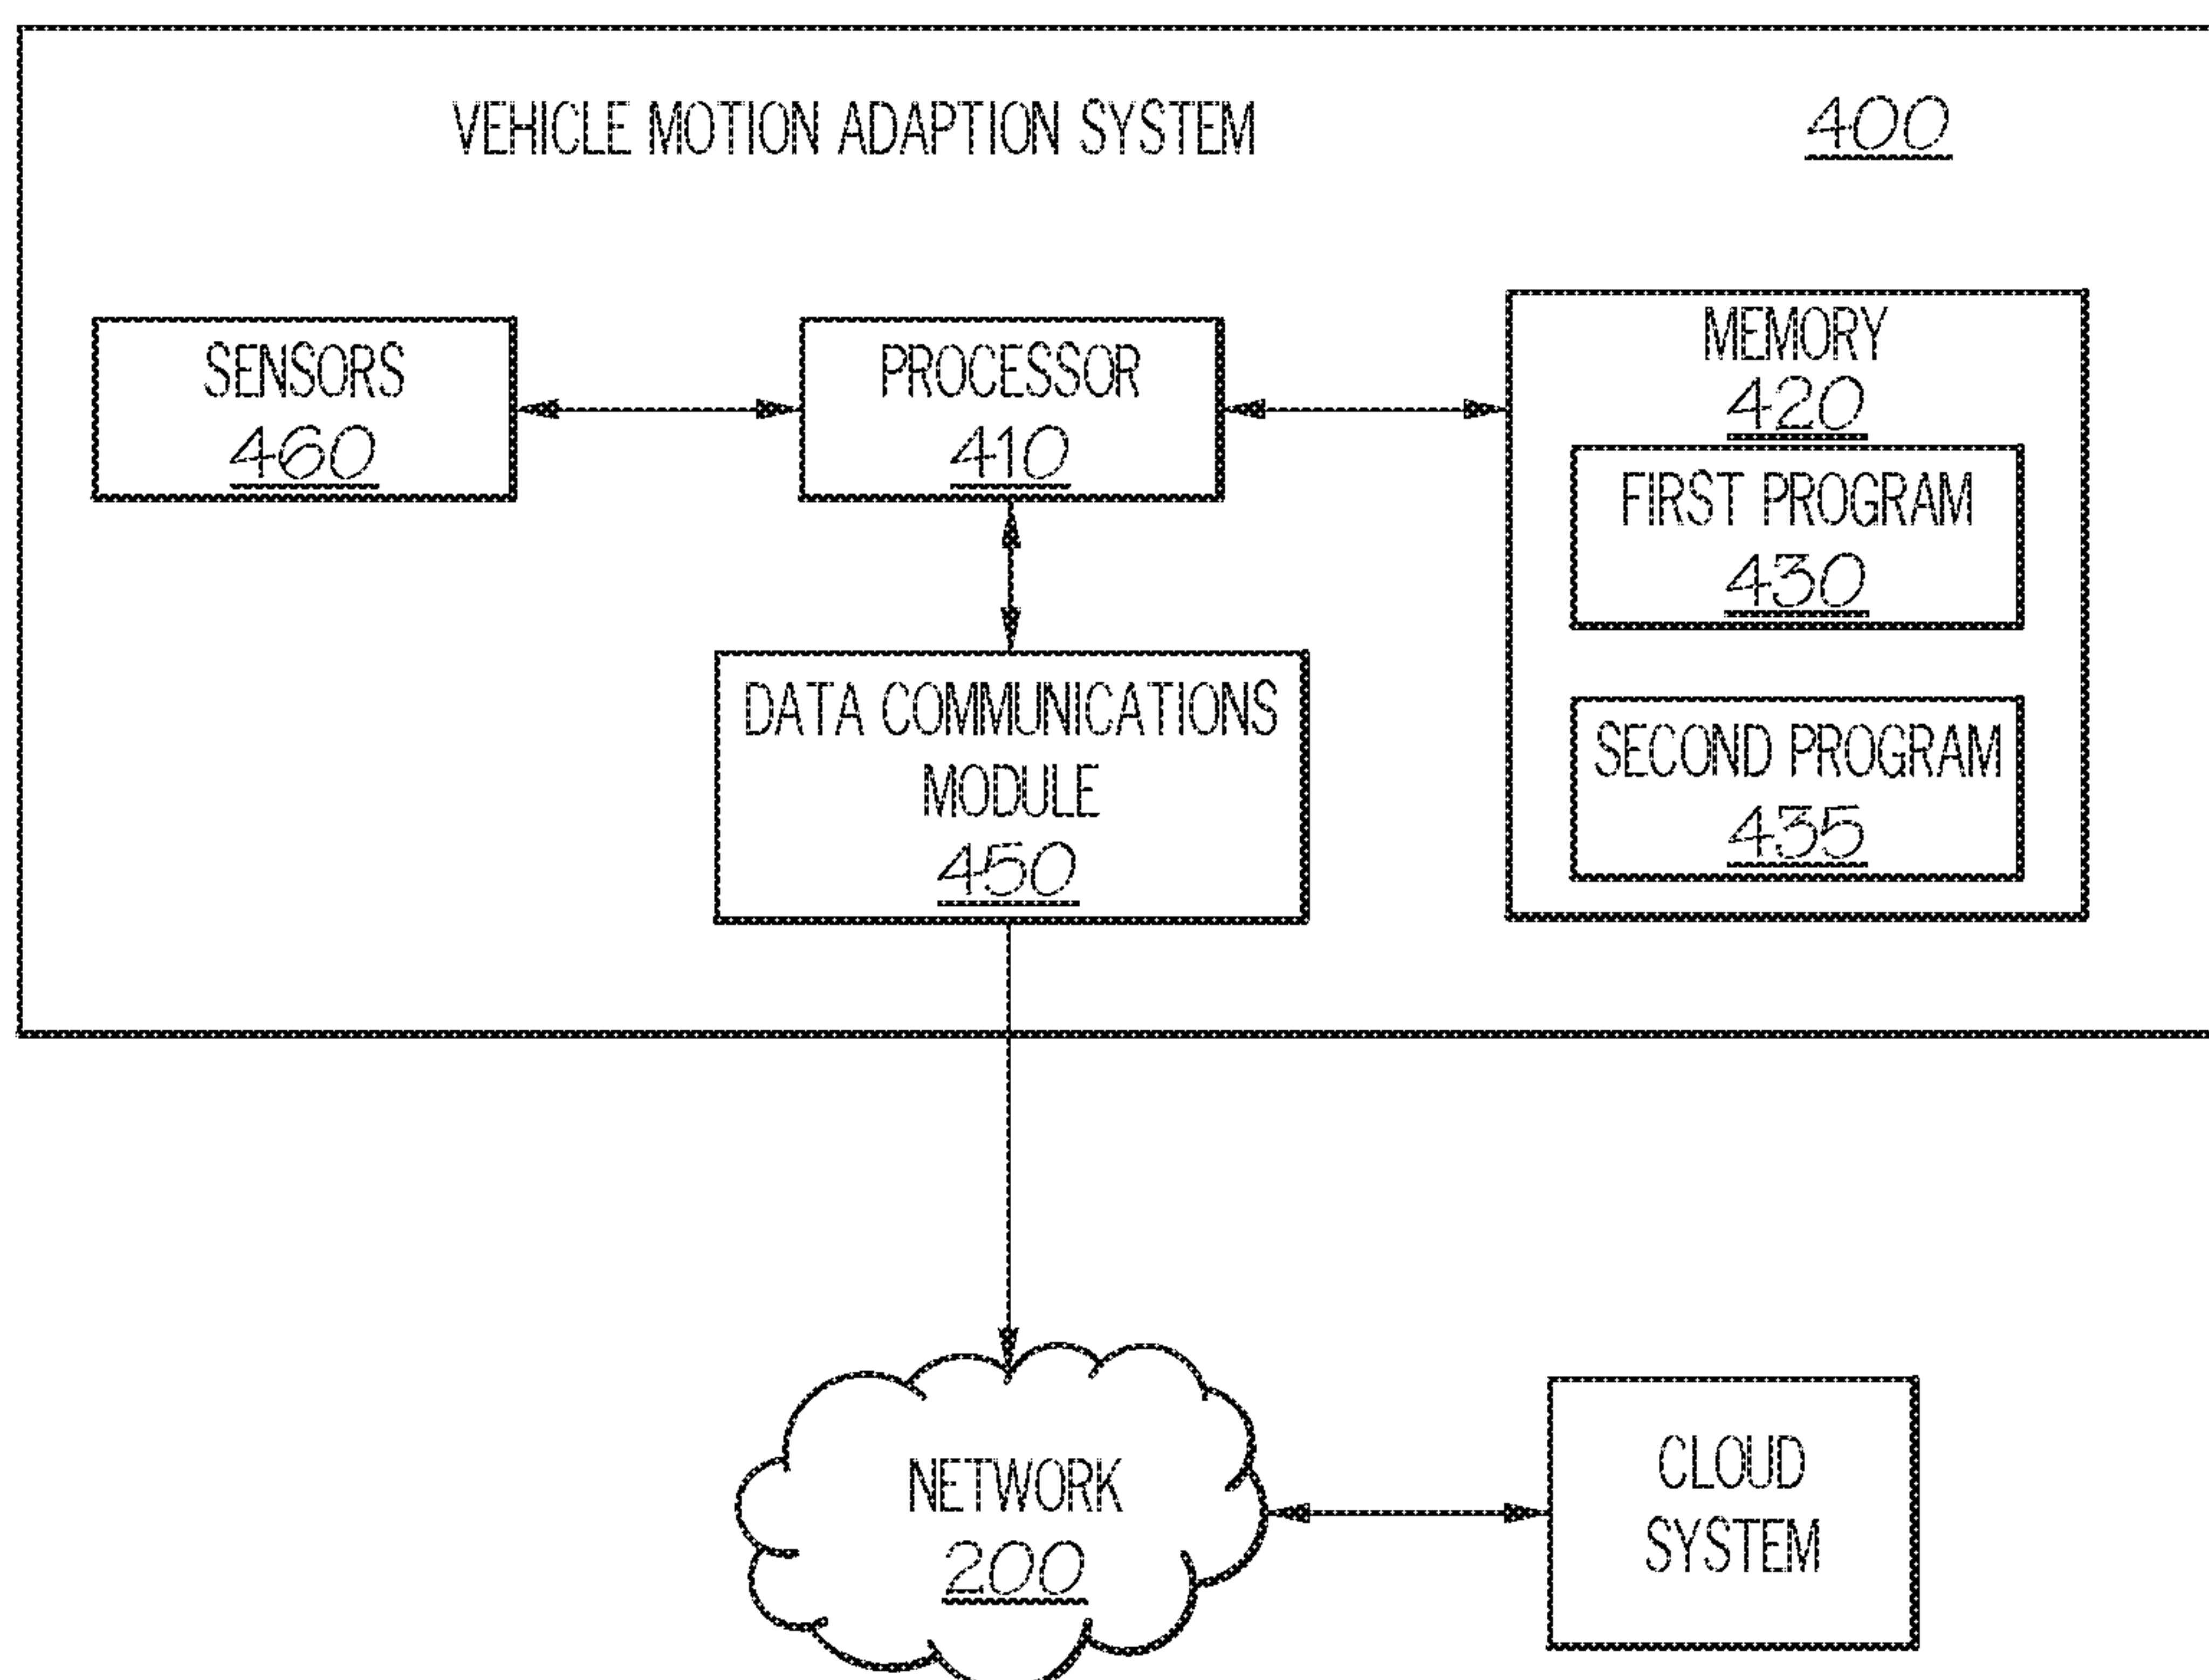 VEHICLE MOTION ADAPTION SYSTEM
400
SENSORS
460
PROCESSOR
410
MEMORY
420
FIRST PROGRAM
430
SECOND PROGRAM
435
DATA COMMUNICATIONS
MODULE
450
NETWORK
200
CLOUD
SYSTEM